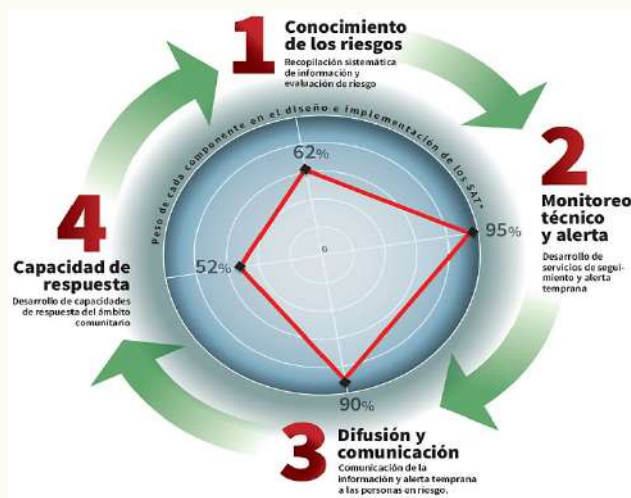 1
Conocimiento
de los riesgos
Recopilación sistemática
de información y
evaluación de riesgo
Peso de cada componente en el diseño e implementación de los SAT*
62%
95%
52%
90%
0
2
Monitoreo
técnico
y alerta
Desarrollo de
servicios de segui-
miento y alerta
temprana
3
Difusión y
comunicación
Comunicación de la
información y alerta temprana
a las personas en riesgo.
4
Capacidad de
respuesta
Desarrollo de capacidades
de respuesta del ámbito
comunitario